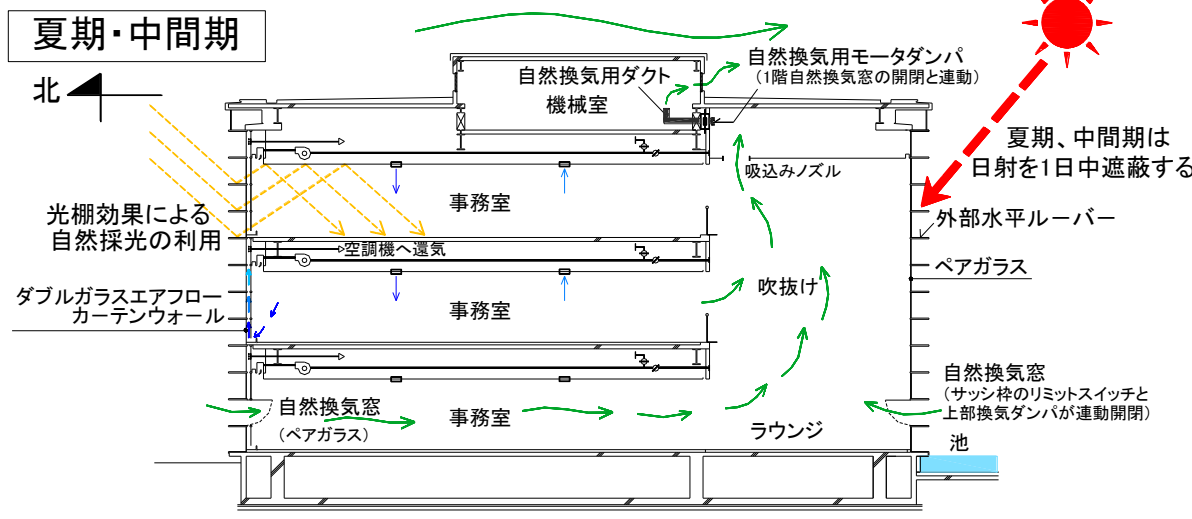 夏期・中間期
北
自然換気用モータダンパ
(1階自然換気窓の開閉と連動)
自然換気用ダクト
機械室
夏期、中間期は
日射を1日中遮蔽する
吸込みノズル
事務室
光棚効果による
自然採光の利用
外部水平ルーバー
空調機へ還気
ペアガラス
吹抜け
ダブルガラスエアフロー
カーテンウォール
事務室
自然換気窓
(サッシ枠のリミットスイッチと
上部換気ダンパが連動開閉)
自然換気窓
(ペアガラス)
事務室
ラウンジ
池